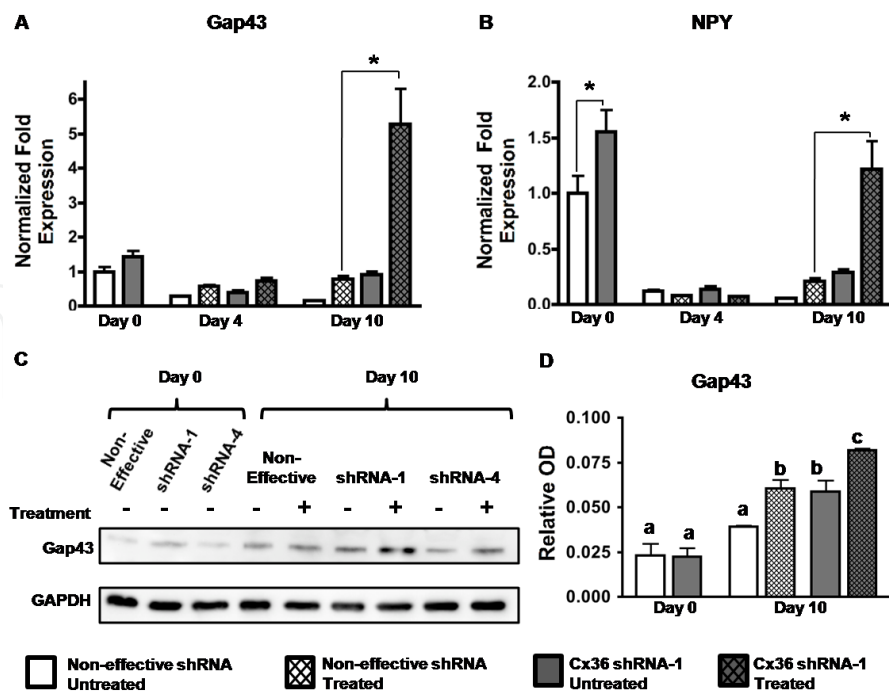 A
Gap43
Normalized Fold
Expression
6
5
4
3
2
1
0
*
Day 0
Day 4
Day 10
B
NPY
Normalized Fold
Expression
2.0
1.5
1.0
0.5
0.0
*
*
Day 0
Day 4
Day 10
C
Day 0
Day 10
Non-
Effective
shRNA-1
shRNA-4
Non-
Effective
shRNA-1
shRNA-4
Treatment - - - - + - + - +
Gap43
GAPDH
D
Gap43
Relative OD
0.100
0.075
0.050
0.025
0.000
a a a b b c
Day 0
Day 10
Non-effective shRNA
Untreated
Non-effective shRNA
Treated
Cx36 shRNA-1
Untreated
Cx36 shRNA-1
Treated